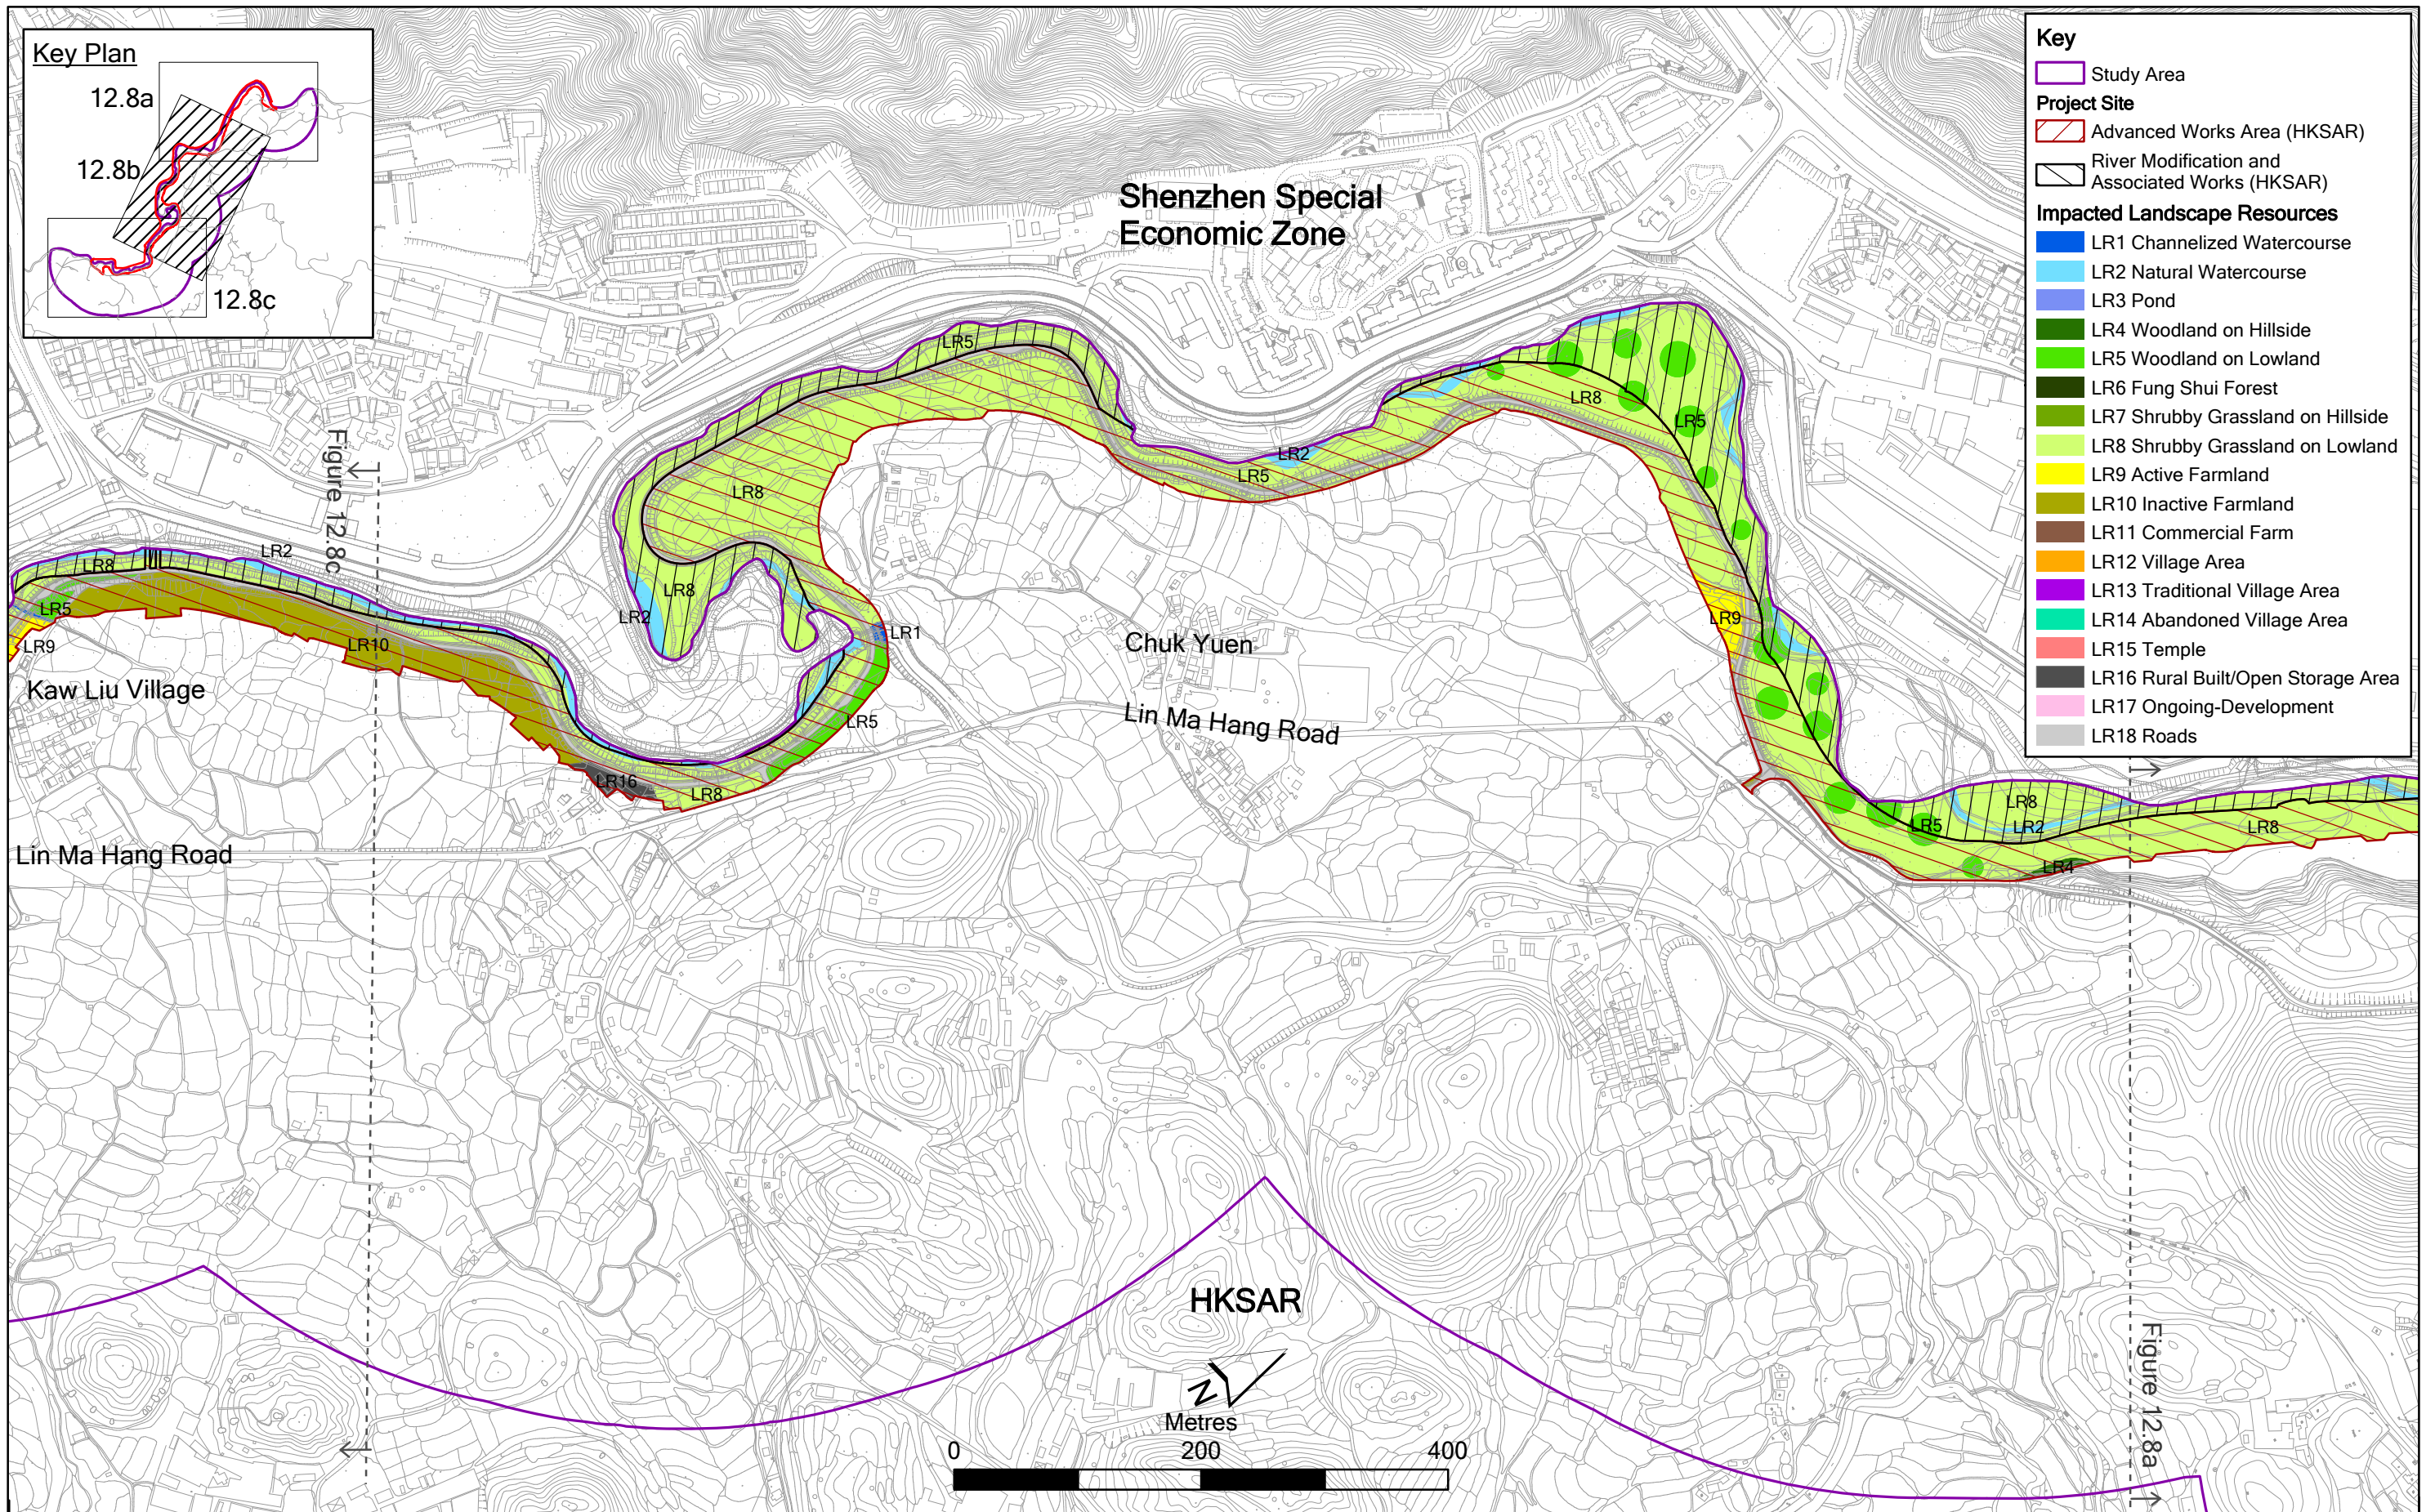 Key Plan
12.8a
12.8b
12.8c
Key
Study Area
Project Site
Advanced Works Area (HKSAR)
River Modification and
Associated Works (HKSAR)
Impacted Landscape Resources
LR1 Channelized Watercourse
LR2 Natural Watercourse
LR3 Pond
LR4 Woodland on Hillside
LR5 Woodland on Lowland
LR6 Fung Shui Forest
LR7 Shrubby Grassland on Hillside
LR8 Shrubby Grassland on Lowland
LR9 Active Farmland
LR10 Inactive Farmland
LR11 Commercial Farm
LR12 Village Area
LR13 Traditional Village Area
LR14 Abandoned Village Area
LR15 Temple
LR16 Rural Built/Open Storage Area
LR17 Ongoing-Development
LR18 Roads
Shenzhen Special
Economic Zone
LR5
LR8
LR5
LR2
LR5
LR8
Figure 12.8c
LR2
LR8
LR5
LR9
LR10
LR8
LR2
LR1
LR9
Chuk Yuen
Kaw Liu Village
Lin Ma Hang Road
LR5
LR16
LR8
LR8
LR5
LR2
LR8
LR4
Lin Ma Hang Road
HKSAR
N
Metres
0 200 400
Figure 12.8a